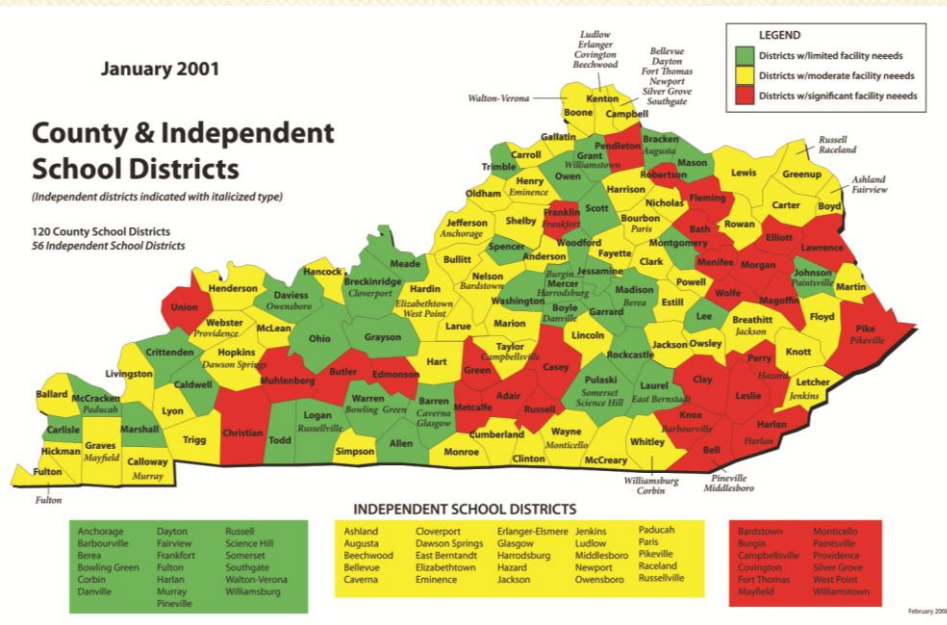 January 2001
County & Independent
School Districts
(Independent districts indicated with italicized type)
120 County School Districts
56 Independent School Districts
LEGEND
Districts w/limited facility neeeds
Districts w/moderate facility neeeds
Districts w/significant facility neeeds
Ludlow
Erlanger
Covington
Beechwood
Bellevue
Dayton
Fort Thomas
Newport
Silver Grove
Southgate
Walton-Verona
Kenton
Boone
Campbell
Gallatin
Pendleton
Bracken
Augusta
Carroll
Grant
Williamstown
Mason
Russell
Raceland
Trimble
Owen
Robertson
Lewis
Greenup
Henry
Eminence
Harrison
Fleming
Ashland
Fairview
Oldham
Nicholas
Carter
Boyd
Jefferson
Anchorage
Shelby
Franklin
Frankfort
Scott
Bourbon
Paris
Bath
Rowan
Elliott
Lawrence
Spencer
Woodford
Fayette
Montgomery
Bullitt
Anderson
Clark
Menifee
Morgan
Meade
Hancock
Breckinridge
Cloverport
Hardin
Elizabethtown
West Point
Nelson
Bardstown
Burgin
Mercer
Harrodsburg
Jessamine
Madison
Berea
Powell
Johnson
Paintsville
Martin
Henderson
Daviess
Owensboro
Washington
Boyle
Danville
Garrard
Estill
Wolfe
Magoffin
Union
Webster
Providence
McLean
Ohio
Grayson
Larue
Marion
Lincoln
Lee
Breathitt
Jackson
Floyd
Pike
Pikeville
Crittenden
Hopkins
Dawson Springs
Hart
Taylor
Campbellsville
Casey
Rockcastle
Jackson
Owsley
Knott
Livingston
Caldwell
Muhlenberg
Butler
Edmonson
Green
Perry
Hazard
Ballard
McCracken
Paducah
Lyon
Warren
Bowling Green
Barren
Caverna
Glasgow
Metcalfe
Adair
Russell
Pulaski
Somerset
Science Hill
Laurel
East Bernstadt
Clay
Leslie
Letcher
Jenkins
Carlisle
Marshall
Christian
Logan
Russellville
Knox
Barbourville
Harlan
Harlan
Hickman
Graves
Mayfield
Trigg
Todd
Allen
Cumberland
Wayne
Monticello
Whitley
Bell
Fulton
Calloway
Murray
Simpson
Monroe
Clinton
McCreary
Fulton
Williamsburg
Corbin
Pineville
Middlesboro
INDEPENDENT SCHOOL DISTRICTS
Anchorage Dayton Russell
Barbourville Fairview Science Hill
Berea Frankfort Somerset
Bowling Green Fulton Southgate
Corbin Harlan Walton-Verona
Danville Murray Williamsburg
Pineville
Ashland Cloverport Erlanger-Elsmere Jenkins Paducah
Augusta Dawson Springs Glasgow Ludlow Paris
Beechwood East Berntandt Harrodsburg Middlesboro Pikeville
Bellevue Elizabethtown Hazard Newport Raceland
Caverna Eminence Jackson Owensboro Russellville
Bardstown Monticello
Burgin Paintsville
Campbellsville Providence
Covington Silver Grove
Fort Thomas West Point
Mayfield Williamstown